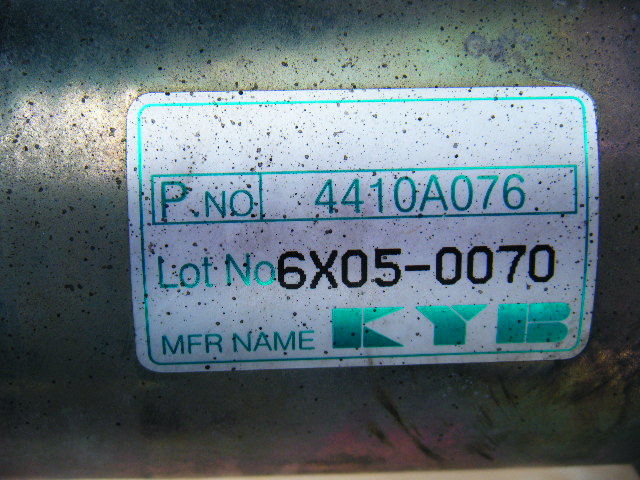 P.NO 4410A076
Lot No 6X05-0070
MFR NAME KYB